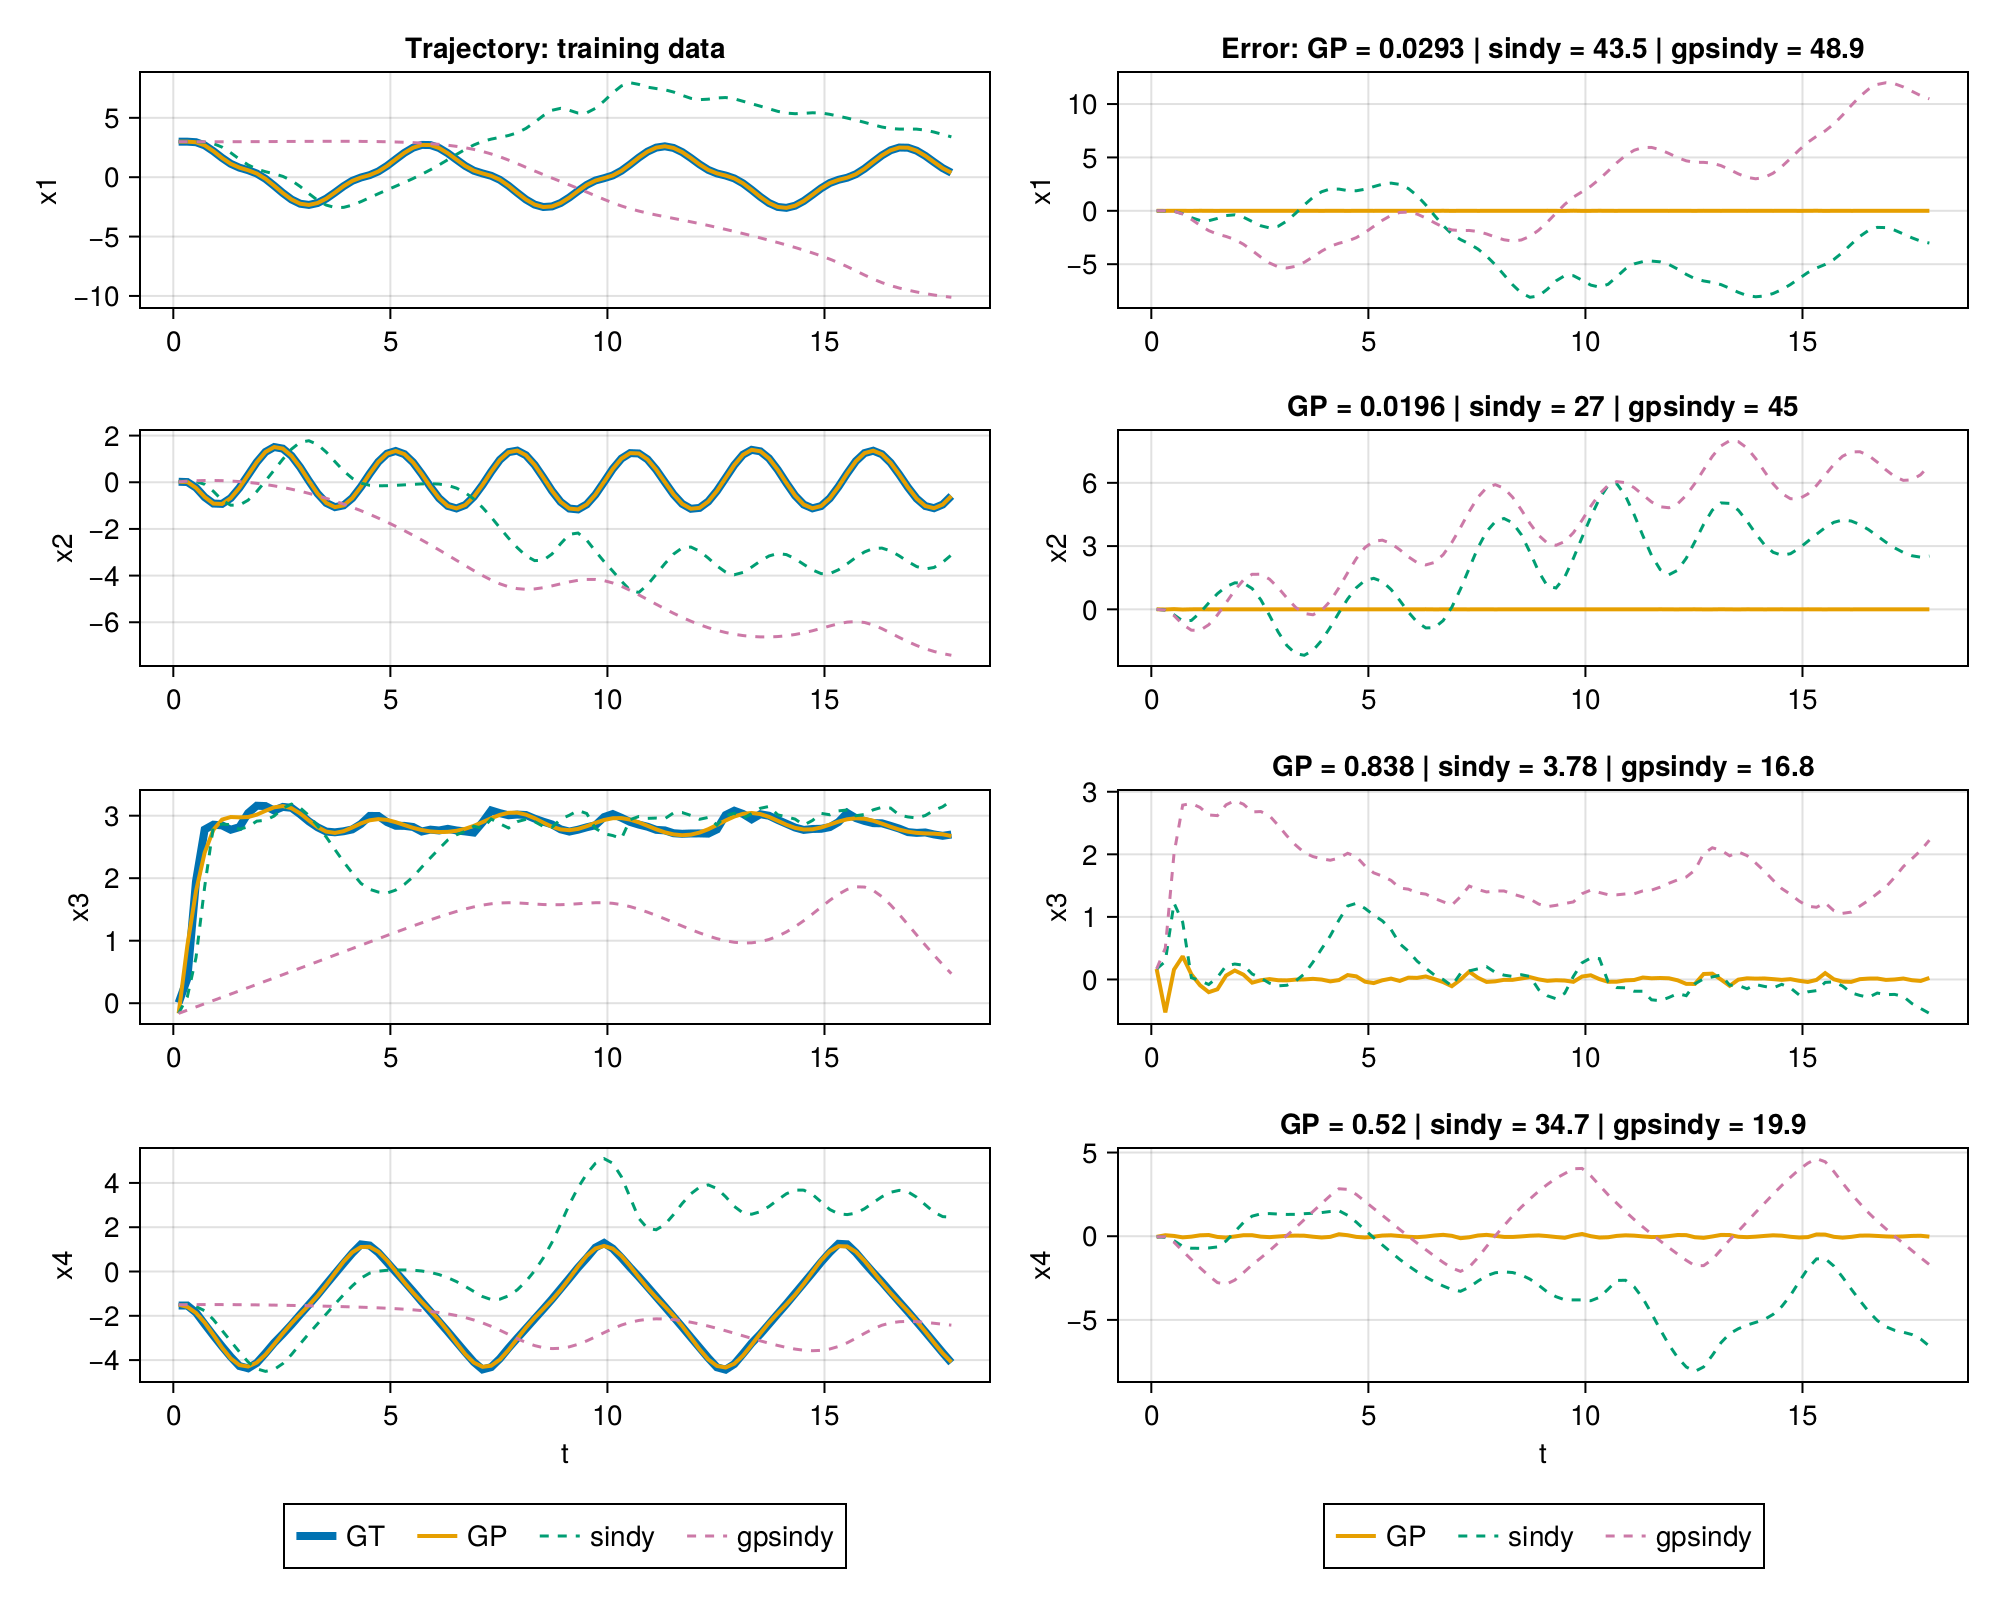 Trajectory: training data
Error: GP = 0.0293 | sindy = 43.5 | gpsindy = 48.9
x1
5
0
−5
−10
0 5 10 15
x1
10
5
0
−5
0 5 10 15
GP = 0.0196 | sindy = 27 | gpsindy = 45
x2
2
0
−2
−4
−6
0 5 10 15
x2
6
3
0
0 5 10 15
GP = 0.838 | sindy = 3.78 | gpsindy = 16.8
x3
3
2
1
0
0 5 10 15
x3
3
2
1
0
0 5 10 15
GP = 0.52 | sindy = 34.7 | gpsindy = 19.9
x4
4
2
0
−2
−4
0 5 10 15
t
x4
5
0
−5
0 5 10 15
t
GT GP sindy gpsindy
GP sindy gpsindy